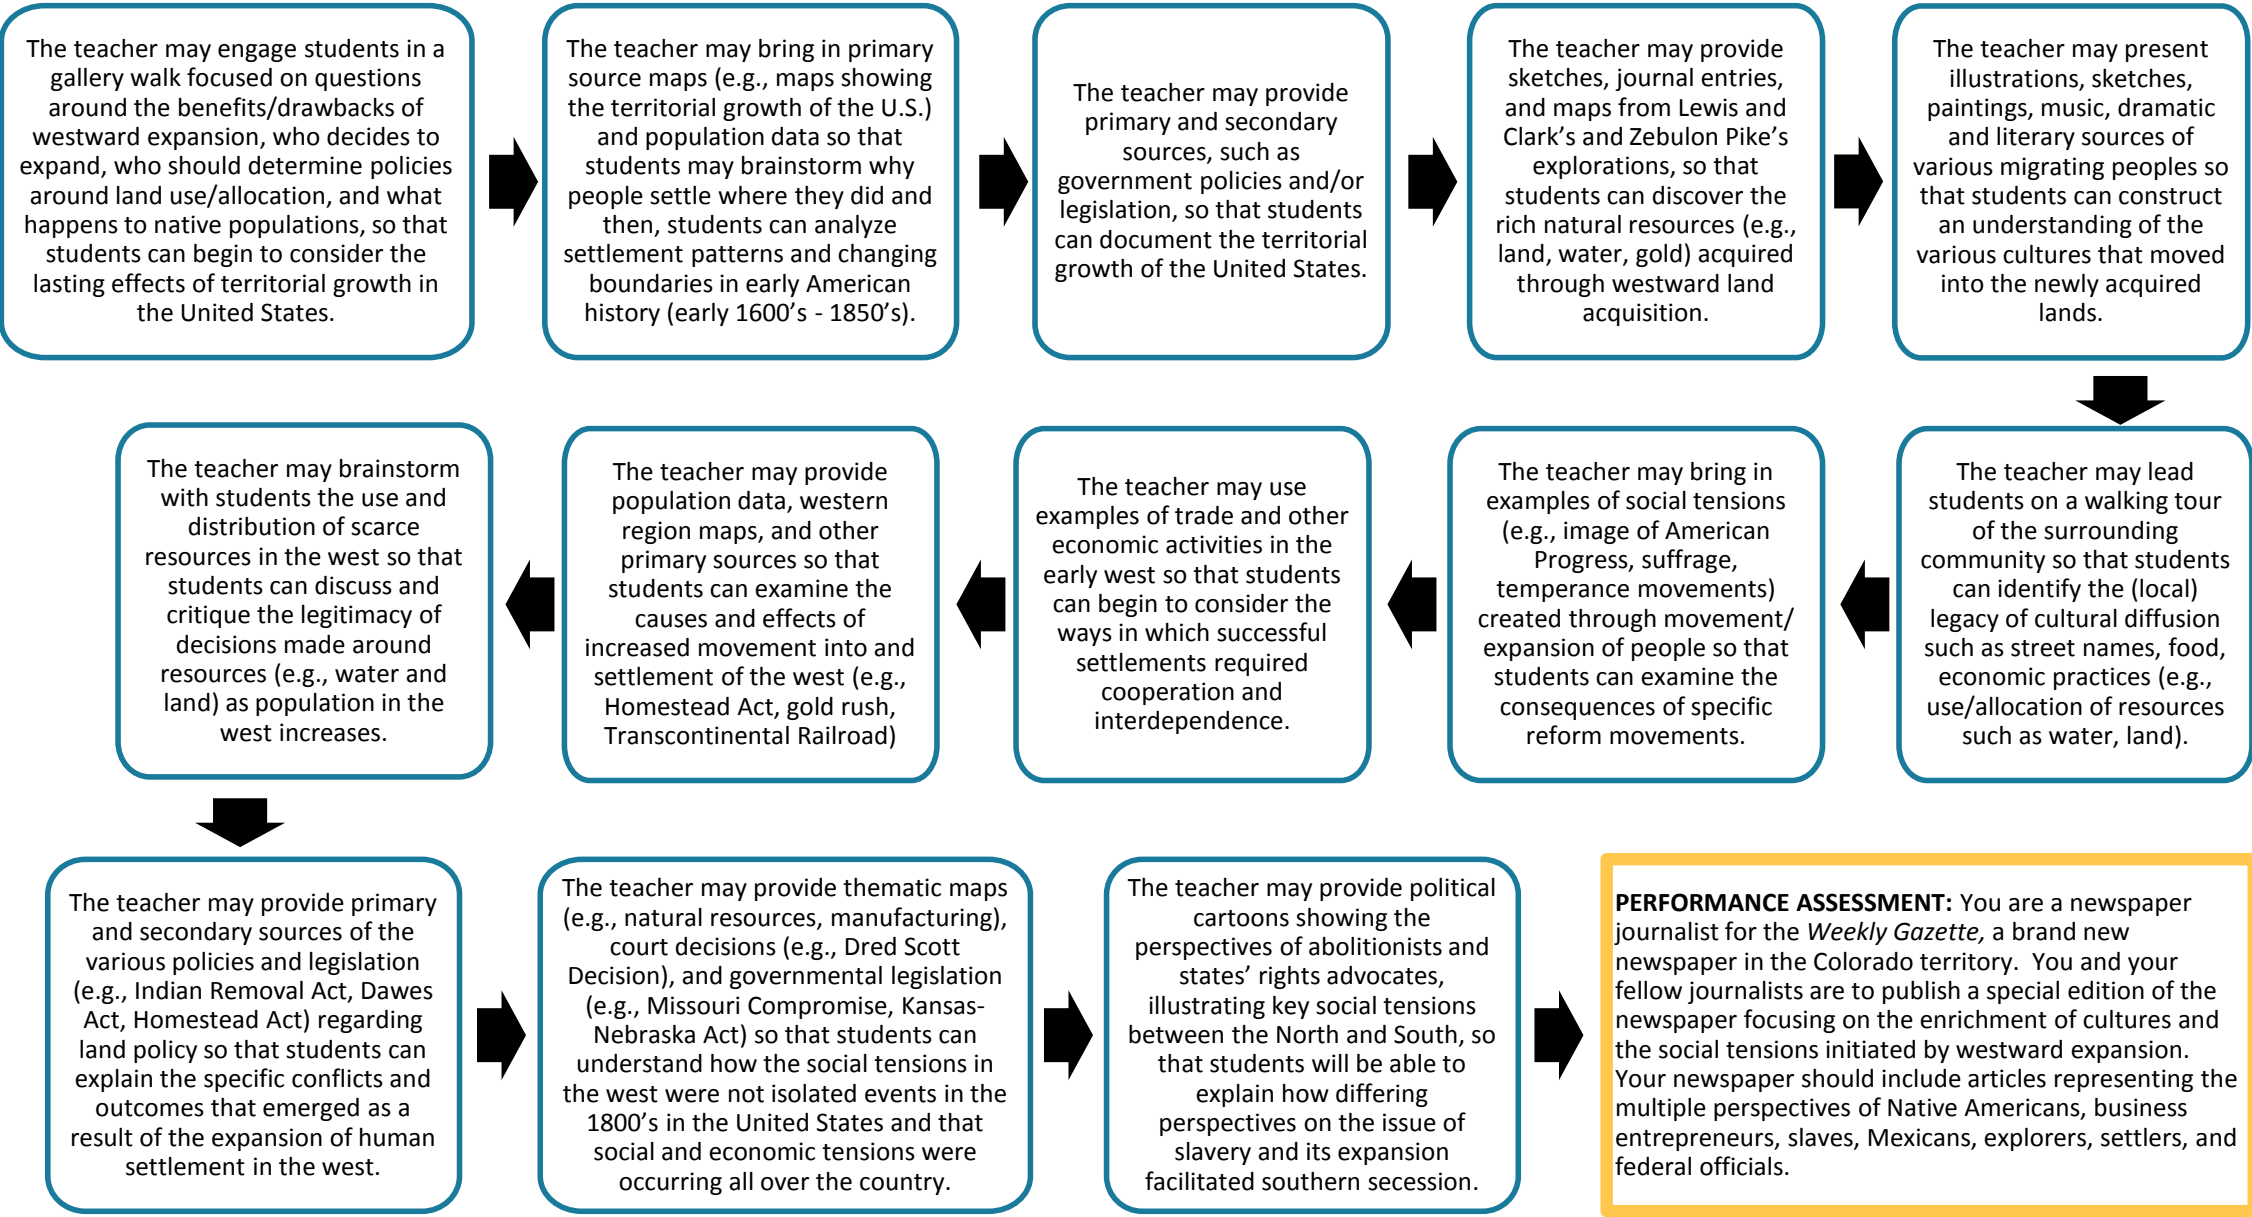 The teacher may engage students in a
gallery walk focused on questions
around the benefits/drawbacks of
westward expansion, who decides to
expand, who should determine policies
around land use/allocation, and what
happens to native populations, so that
students can begin to consider the
lasting effects of territorial growth in
the United States.
The teacher may bring in primary
source maps (e.g., maps showing
the territorial growth of the U.S.)
and population data so that
students may brainstorm why
people settle where they did and
then, students can analyze
settlement patterns and changing
boundaries in early American
history (early 1600’s - 1850’s).
The teacher may provide
primary and secondary
sources, such as
government policies and/or
legislation, so that students
can document the territorial
growth of the United States.
The teacher may provide
sketches, journal entries,
and maps from Lewis and
Clark’s and Zebulon Pike’s
explorations, so that
students can discover the
rich natural resources (e.g.,
land, water, gold) acquired
through westward land
acquisition.
The teacher may present
illustrations, sketches,
paintings, music, dramatic
and literary sources of
various migrating peoples so
that students can construct
an understanding of the
various cultures that moved
into the newly acquired
lands.
The teacher may lead
students on a walking tour
of the surrounding
community so that students
can identify the (local)
legacy of cultural diffusion
such as street names, food,
economic practices (e.g.,
use/allocation of resources
such as water, land).
The teacher may bring in
examples of social tensions
(e.g., image of American
Progress, suffrage,
temperance movements)
created through movement/
expansion of people so that
students can examine the
consequences of specific
reform movements.
The teacher may use
examples of trade and other
economic activities in the
early west so that students
can begin to consider the
ways in which successful
settlements required
cooperation and
interdependence.
The teacher may provide
population data, western
region maps, and other
primary sources so that
students can examine the
causes and effects of
increased movement into and
settlement of the west (e.g.,
Homestead Act, gold rush,
Transcontinental Railroad)
The teacher may brainstorm
with students the use and
distribution of scarce
resources in the west so that
students can discuss and
critique the legitimacy of
decisions made around
resources (e.g., water and
land) as population in the
west increases.
The teacher may provide primary
and secondary sources of the
various policies and legislation
(e.g., Indian Removal Act, Dawes
Act, Homestead Act) regarding
land policy so that students can
explain the specific conflicts and
outcomes that emerged as a
result of the expansion of human
settlement in the west.
The teacher may provide thematic maps
(e.g., natural resources, manufacturing),
court decisions (e.g., Dred Scott
Decision), and governmental legislation
(e.g., Missouri Compromise, Kansas-
Nebraska Act) so that students can
understand how the social tensions in
the west were not isolated events in the
1800’s in the United States and that
social and economic tensions were
occurring all over the country.
The teacher may provide political
cartoons showing the
perspectives of abolitionists and
states’ rights advocates,
illustrating key social tensions
between the North and South, so
that students will be able to
explain how differing
perspectives on the issue of
slavery and its expansion
facilitated southern secession.
PERFORMANCE ASSESSMENT: You are a newspaper
journalist for the Weekly Gazette, a brand new
newspaper in the Colorado territory. You and your
fellow journalists are to publish a special edition of the
newspaper focusing on the enrichment of cultures and
the social tensions initiated by westward expansion.
Your newspaper should include articles representing the
multiple perspectives of Native Americans, business
entrepreneurs, slaves, Mexicans, explorers, settlers, and
federal officials.